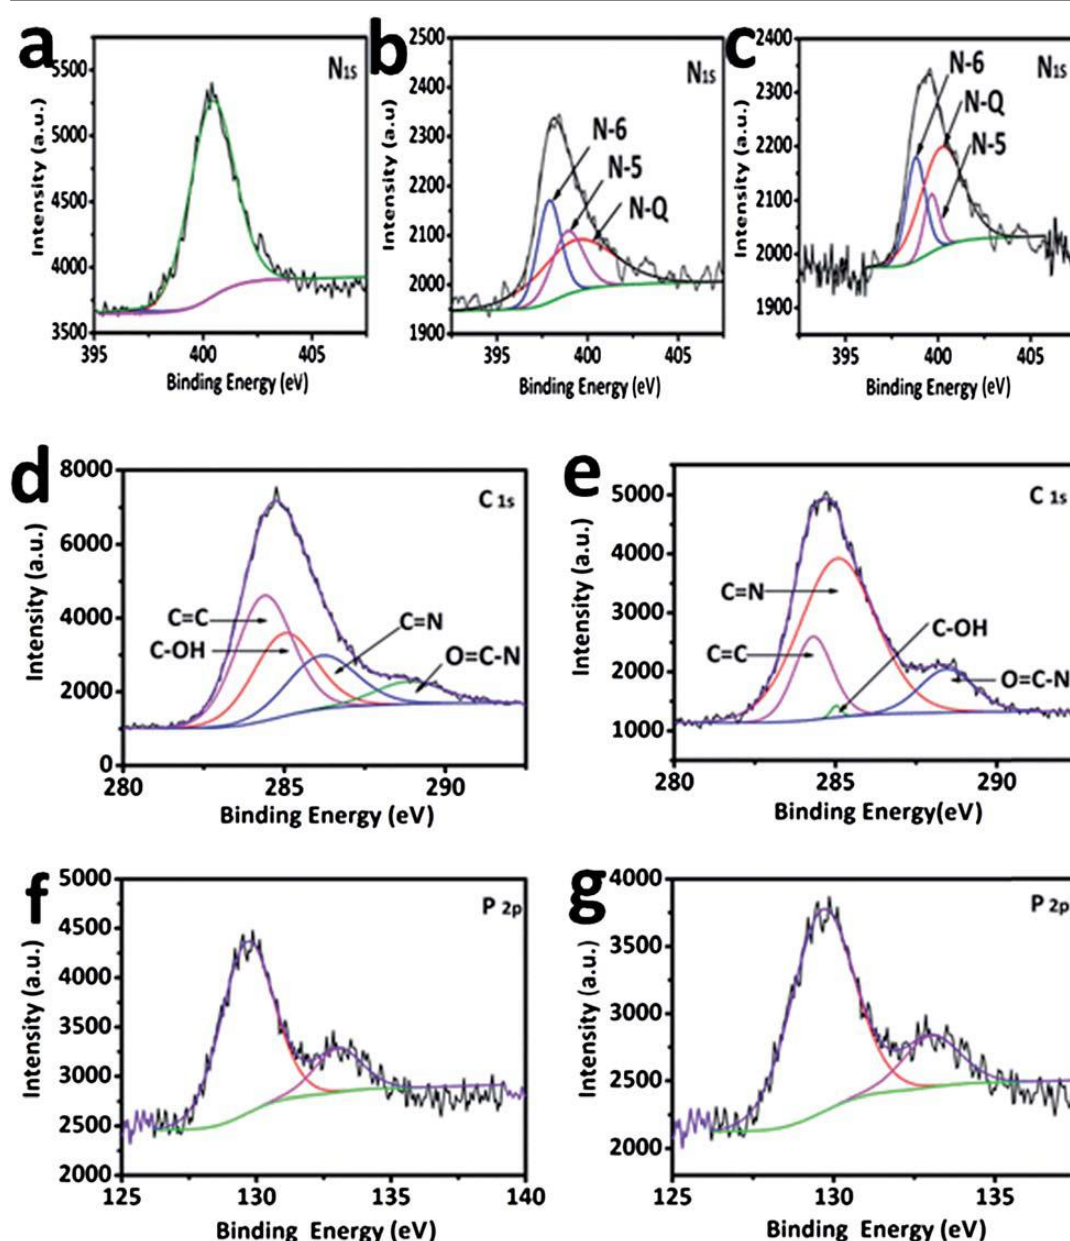 a
N1s
5500
5000
4500
4000
3500
395 400 405
Intensity (a.u.)
Binding Energy (eV)
b
N1s
N-6
N-5
N-Q
2500
2400
2300
2200
2100
2000
1900
395 400 405
Intensity (a.u)
Binding Energy (eV)
c
N1s
N-6
N-Q
N-5
2400
2300
2200
2100
2000
1900
395 400 405
Intensity (a.u.)
Binding Energy (eV)
d
C 1s
C=C
C-OH
C=N
O=C-N
8000
6000
4000
2000
0
280 285 290
Intensity (a.u.)
Binding Energy (eV)
e
C 1s
C=N
C=C
C-OH
O=C-N
5000
4000
3000
2000
1000
280 285 290
Intensity (a.u.)
Binding Energy(eV)
f
P 2p
5000
4500
4000
3500
3000
2500
2000
125 130 135 140
Intensity (a.u.)
Binding Energy (eV)
g
P 2p
4000
3500
3000
2500
2000
125 130 135
Intensity (a.u.)
Binding Energy (eV)